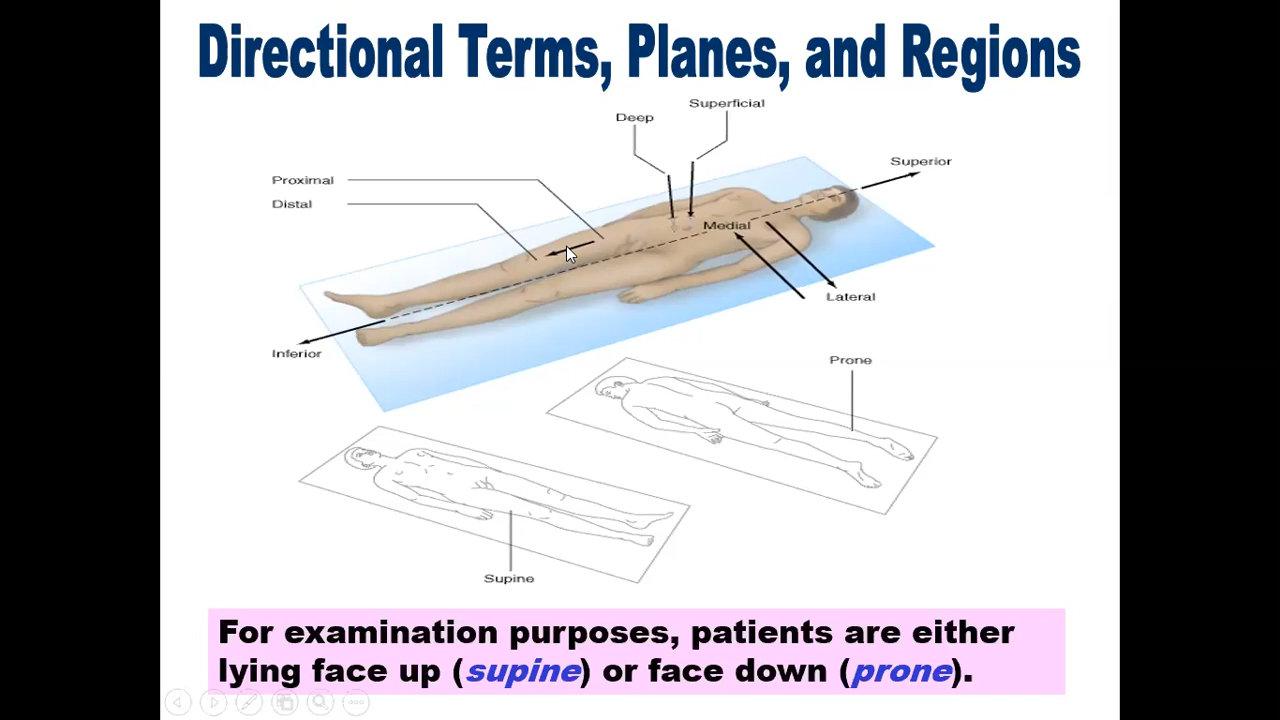 Directional Terms, Planes, and Regions
Superficial
Deep
Superior
Proximal
Distal
Medial
Lateral
Inferior
Prone
Supine
For examination purposes, patients are either
lying face up (supine) or face down (prone).